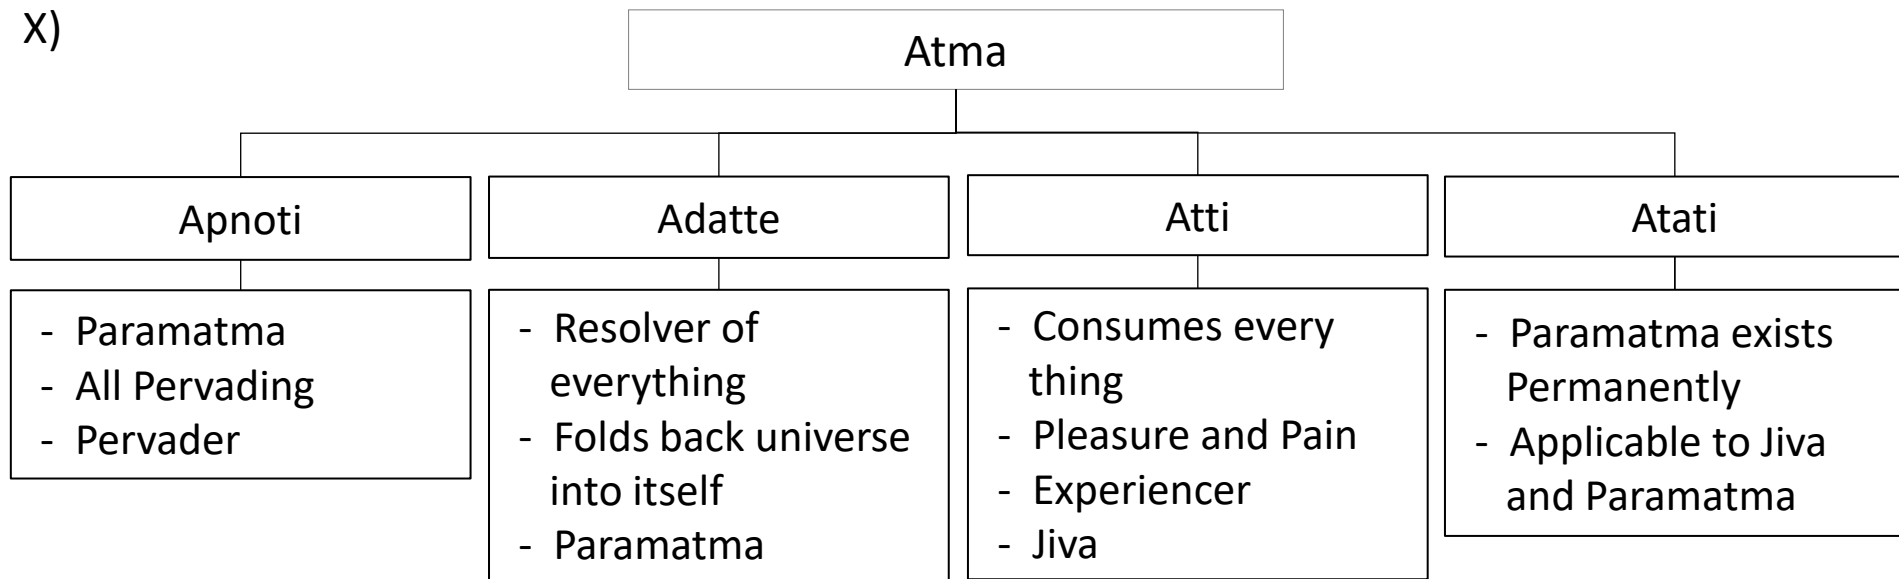 X)
Atma
Apnoti
- Paramatma
- All Pervading
- Pervader
Adatte
- Resolver of
everything
- Folds back universe
into itself
- Paramatma
Atti
- Consumes every
thing
- Pleasure and Pain
- Experiencer
- Jiva
Atati
- Paramatma exists
Permanently
- Applicable to Jiva
and Paramatma